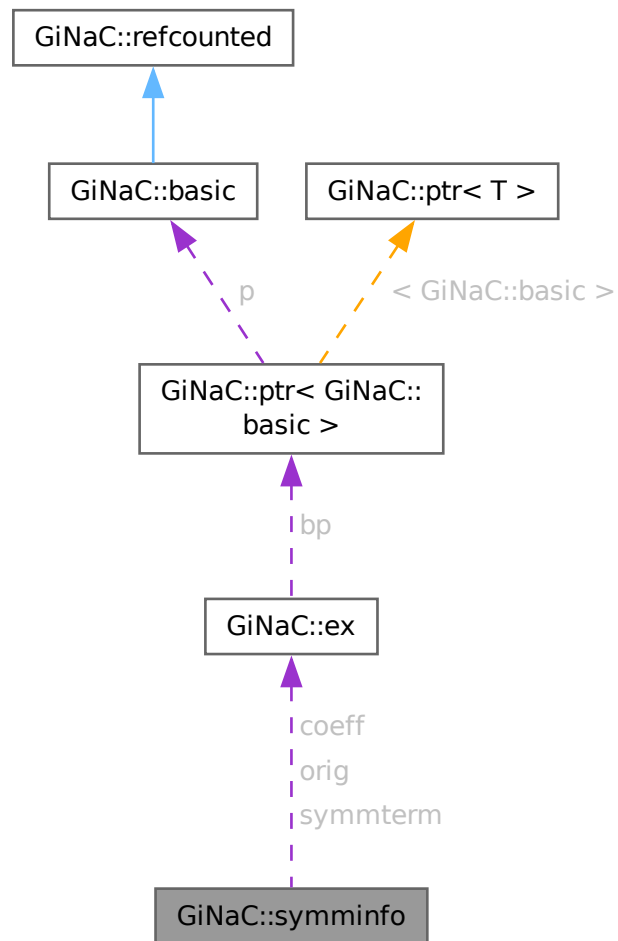 GiNaC::refcounted
GiNaC::basic
GiNaC::ptr< T >
p
< GiNaC::basic >
GiNaC::ptr< GiNaC::
basic >
bp
GiNaC::ex
coeff
orig
symmterm
GiNaC::symminfo